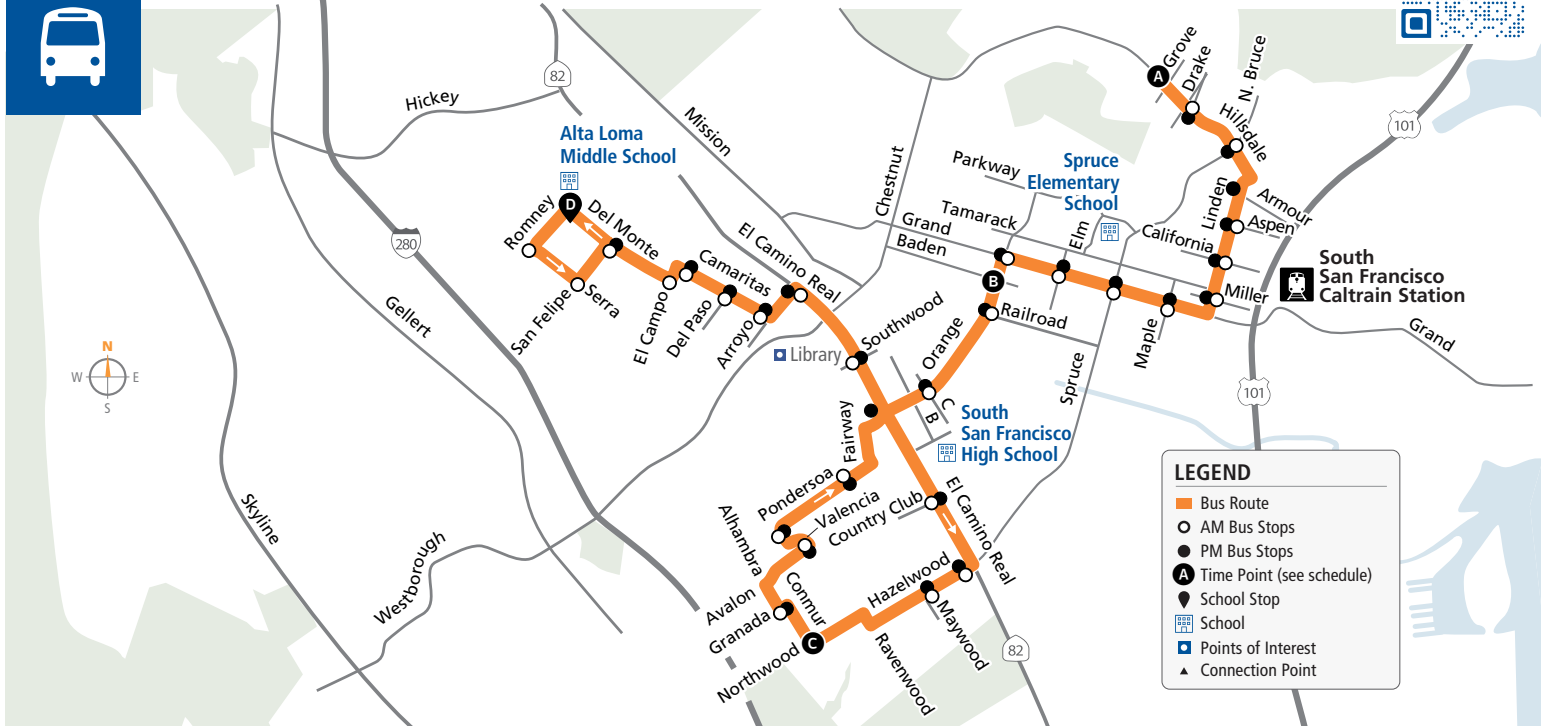 Hickey
82
Mission
Alta Loma
Middle School
280
Romney
D
Del Monte
San Felipe
Serra
El Campo
Camaritas
Del Paso
Arroyo
El Camino Real
Library
Southwood
Chestnut
Parkway
Grand
Baden
Tamarack
Spruce
Elementary
School
Elm
B
Railroad
Orange
C
B
South
San Francisco
High School
Spruce
Maple
Miller
California
Linden
Aspen
Armour
Hillsdale
N. Bruce
Drake
Grove
A
101
South
San Francisco
Caltrain Station
Grand
101
N
W
E
S
Gellert
Skyline
Westborough
Fairway
Pondersoa
Valencia
Country Club
El Camino Real
Alhambra
Conmur
Avalon
Granada
Northwood
C
Hazelwood
Maywood
Ravenwood
82
LEGEND
Bus Route
AM Bus Stops
PM Bus Stops
A Time Point (see schedule)
School Stop
School
Points of Interest
Connection Point